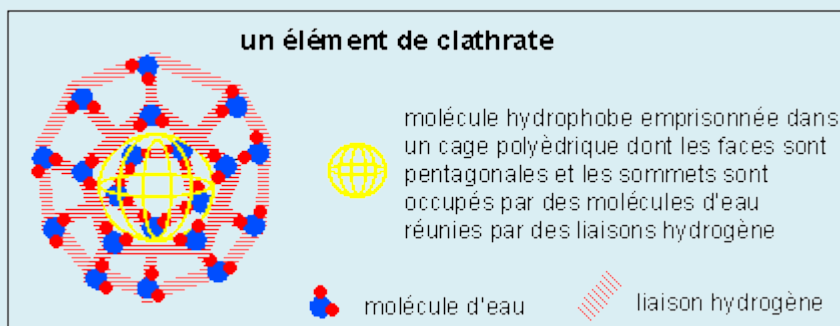 un élément de clathrate
molécule hydrophobe emprisonnée dans
un cage polyèdrique dont les faces sont
pentagonales et les sommets sont
occupés par des molécules d'eau
réunies par des liaisons hydrogène
molécule d'eau
liaison hydrogène